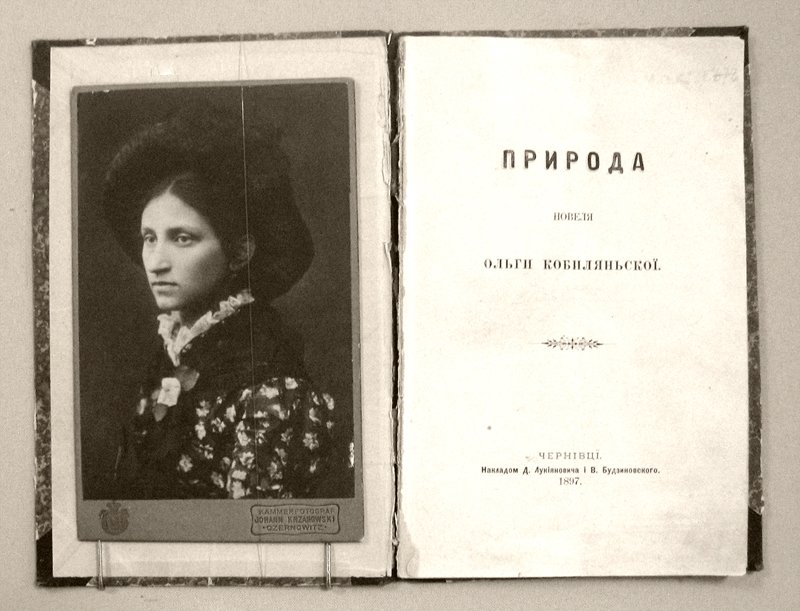 KAMMERFOTOGRAF
JOHANN KRZANOWSKI
CZERNOWITZ
ПРИРОДА
НОВЕЛЯ
ОЛЬГИ КОБИЛЯНЬСКОЇ.
ЧЕРНІВЦІ.
Накладом Д. Лукіяновича і В. Будзиновского.
1897.